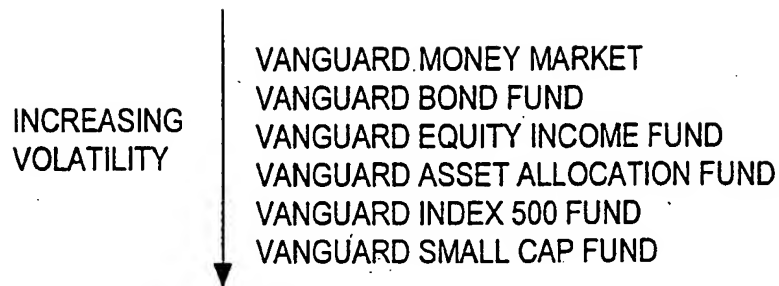 INCREASING
VOLATILITY
VANGUARD MONEY MARKET
VANGUARD BOND FUND
VANGUARD EQUITY INCOME FUND
VANGUARD ASSET ALLOCATION FUND
VANGUARD INDEX 500 FUND
VANGUARD SMALL CAP FUND